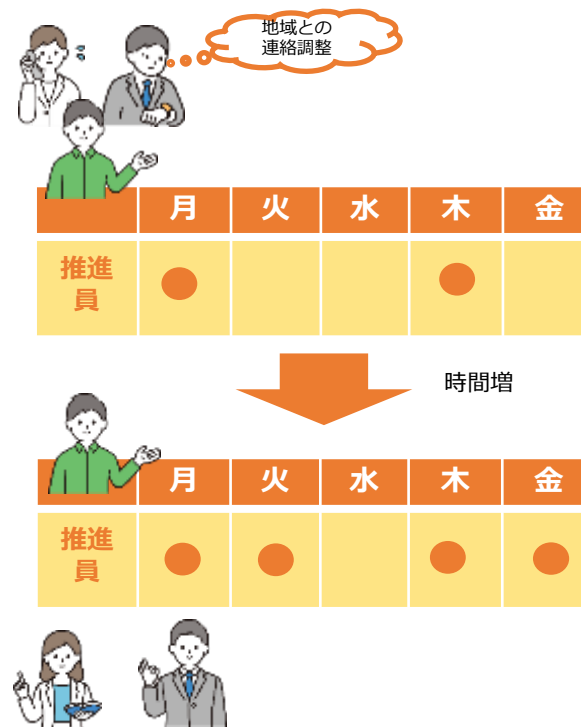 地域との
連絡調整
月 火 水 木 金
推進
員
時間増
月 火 水 木 金
推進
員